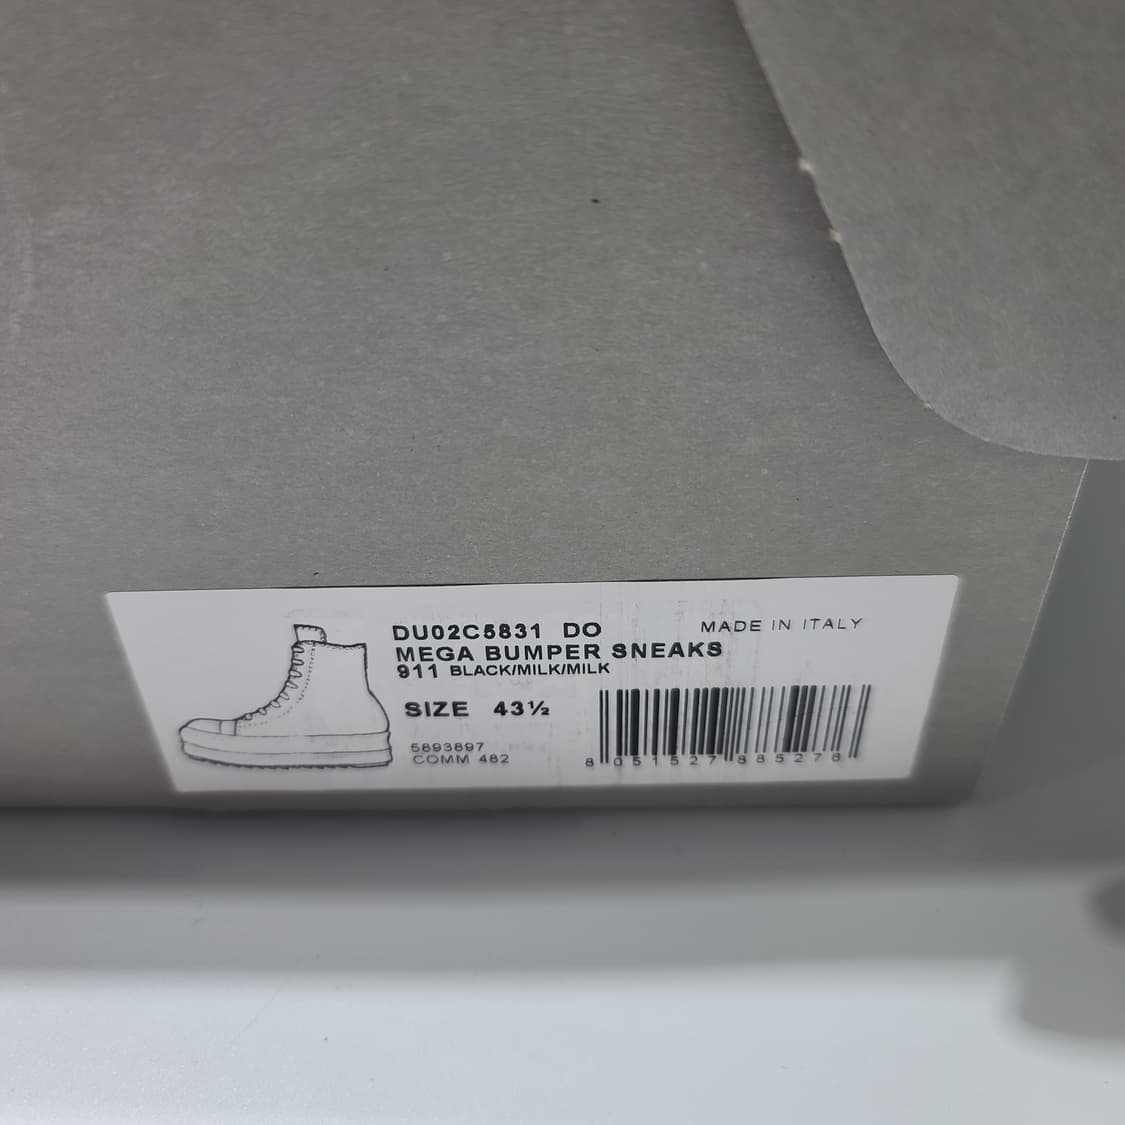 DU02C5831 DO
MADE IN ITALY
MEGA BUMPER SNEAKS
911 BLACK/MILK/MILK
SIZE 43½
5893897
COMM 482
8 051527 885278